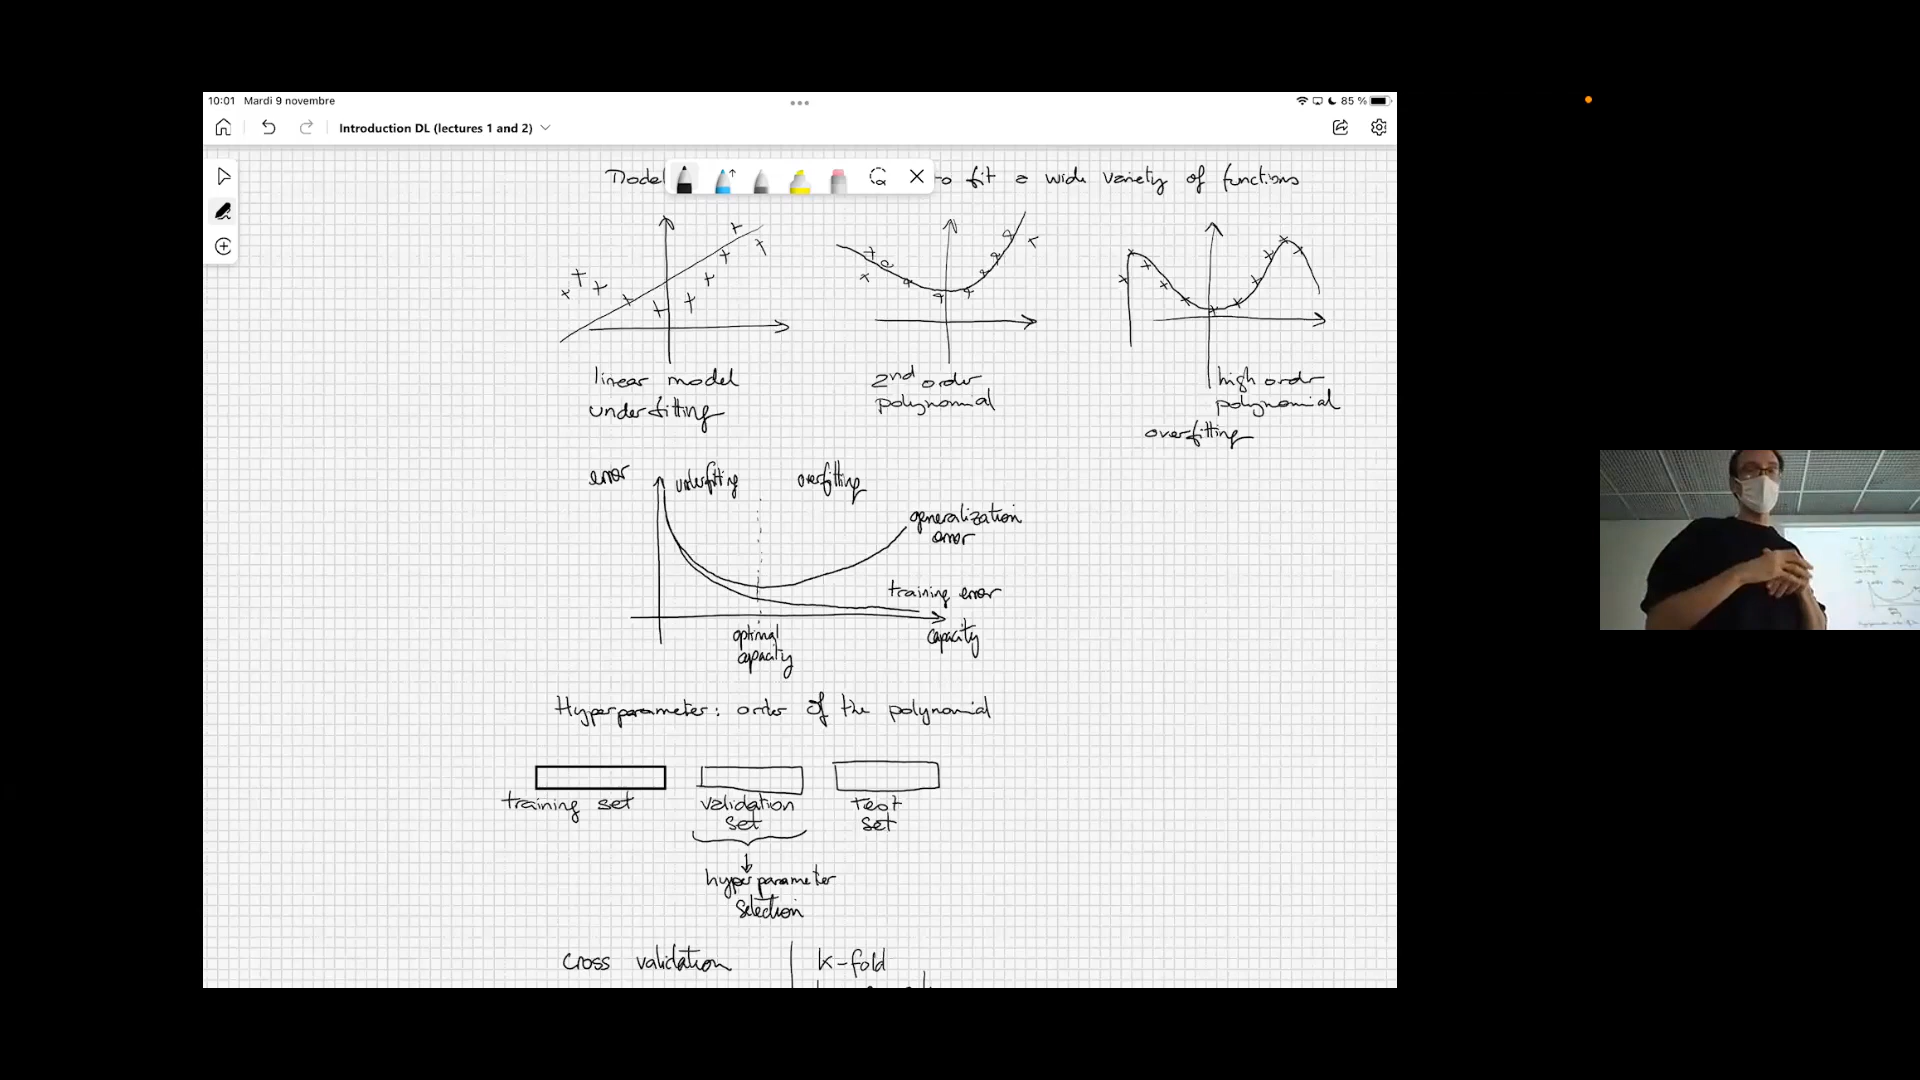 10:01 Mardi 9 novembre
85 %
Introduction DL (lectures 1 and 2)
Model fit a wide variety of functions
linear model
underfitting
2nd order
polynomial
high order
polynomial
overfitting
error
underfitting
overfitting
generalization
error
training error
optimal
capacity
capacity
Hyperparameter: order of the polynomial
training set
validation
set
test
set
hyperparameter
selection
cross validation
k-fold